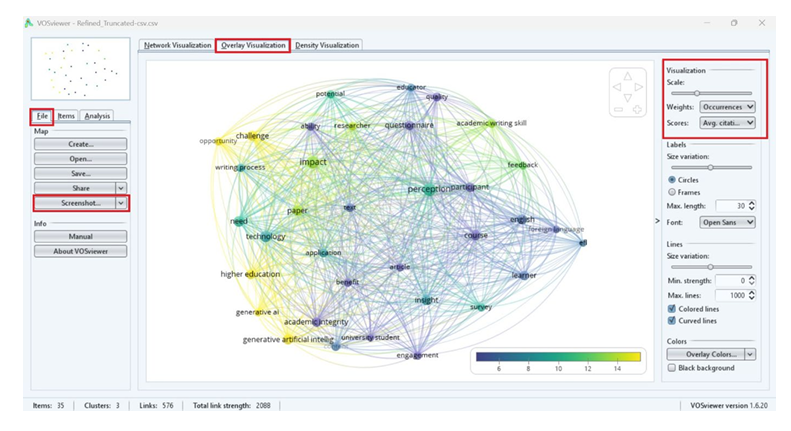 VOSviewer - Refined_Truncated-csv.csv
Network Visualization Overlay Visualization Density Visualization
File Items Analysis
Map
Create...
Open...
Save...
Share
Screenshot...
Info
Manual
About VOSviewer
educator
potential
quality
ability
researcher
questionnaire
academic writing skill
opportunity
challenge
writing process
impact
feedback
perception
participant
paper
test
need
english
foreign language
technology
course
efl
application
article
higher education
benefit
learner
insight
survey
generative ai
academic integrity
generative artificial intellig
university student
engagement
6 8 10 12 14
Visualization
Scale:
Weights: Occurrences
Scores: Avg. citati...
Labels
Size variation:
Circles
Frames
Max. length: 30
Font: Open Sans
Lines
Size variation:
Min. strength: 0
Max. lines: 1000
Colored lines
Curved lines
Colors
Overlay Colors...
Black background
Items: 35 Clusters: 3 Links: 576 Total link strength: 2088 VOSviewer version 1.6.20